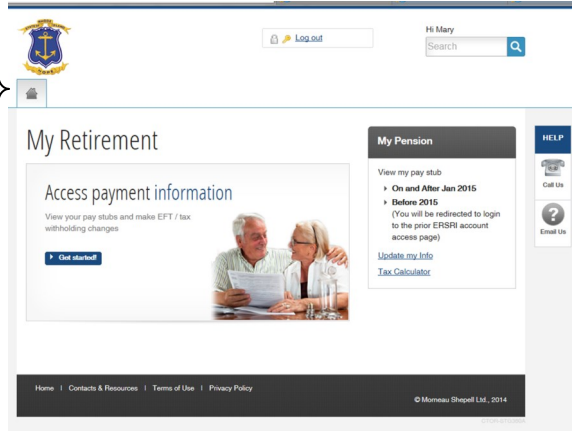 HOPE
Log out
Hi Mary
Search
My Retirement
Access payment information
View your pay stubs and make EFT / tax
withholding changes
Get started!
My Pension
View my pay stub
On and After Jan 2015
Before 2015
(You will be redirected to login
to the prior ERSRI account
access page)
Update my Info
Tax Calculator
HELP
Call Us
Email Us
Home | Contacts & Resources | Terms of Use | Privacy Policy
© Morneau Shepell Ltd., 2014